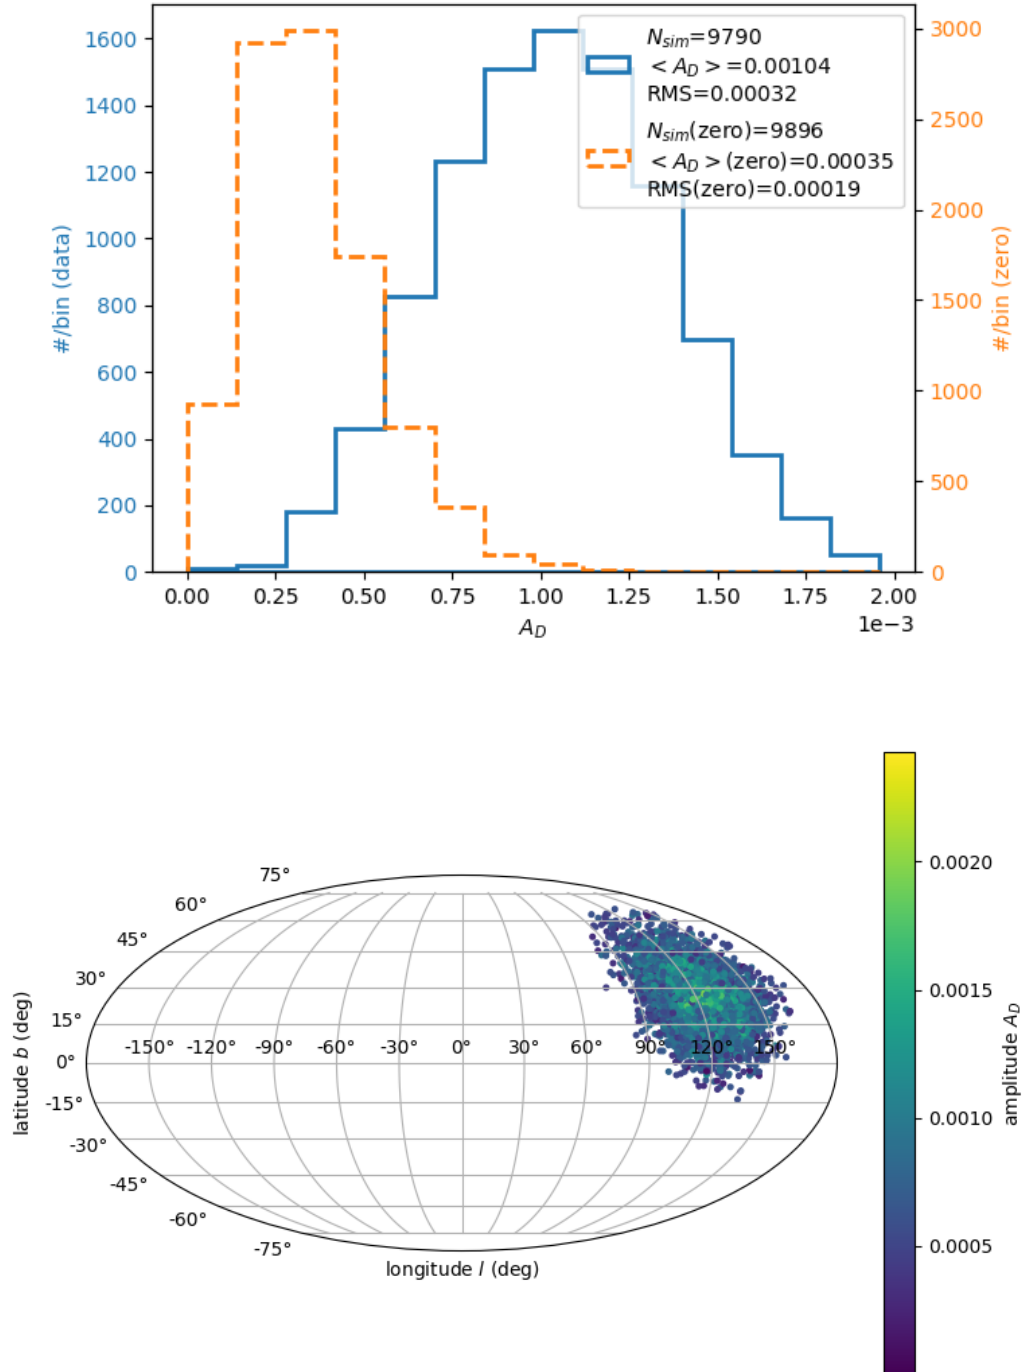 1600
1400
1200
1000
800
600
400
200
0
#/bin (data)
N_sim=9790
< A_D > =0.00104
RMS=0.00032
N_sim(zero)=9896
< A_D > (zero)=0.00035
RMS(zero)=0.00019
3000
2500
2000
1500
1000
500
0
#/bin (zero)
0.00 0.25 0.50 0.75 1.00 1.25 1.50 1.75 2.00
1e−3
A_D
75°
60°
45°
30°
15°
0°
-15°
-30°
-45°
-60°
-75°
latitude b (deg)
-150° -120° -90° -60° -30° 0° 30° 60° 90° 120° 150°
longitude l (deg)
0.0020
0.0015
0.0010
0.0005
amplitude A_D